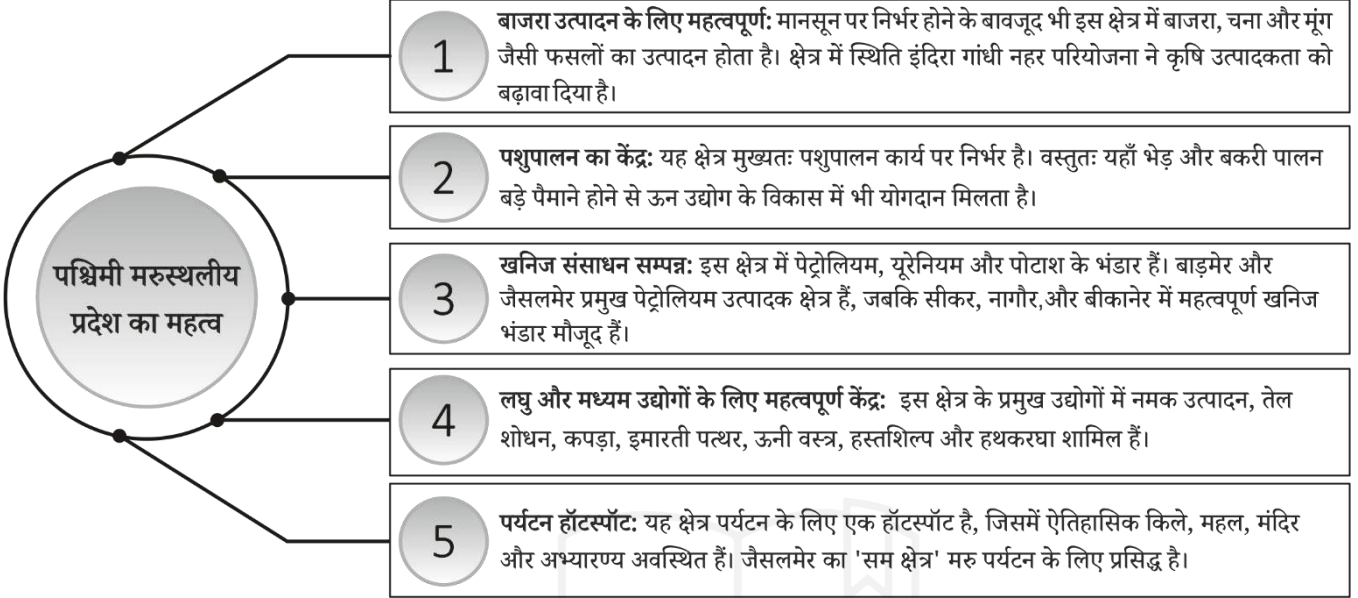 पश्चिमी मरुस्थलीय
प्रदेश का महत्व
1
बाजरा उत्पादन के लिए महत्वपूर्ण: मानसून पर निर्भर होने के बावजूद भी इस क्षेत्र में बाजरा, चना और मूंग
जैसी फसलों का उत्पादन होता है। क्षेत्र में स्थिति इंदिरा गांधी नहर परियोजना ने कृषि उत्पादकता को
बढ़ावा दिया है।
2
पशुपालन का केंद्र: यह क्षेत्र मुख्यतः पशुपालन कार्य पर निर्भर है। वस्तुतः यहाँ भेड़ और बकरी पालन
बड़े पैमाने होने से ऊन उद्योग के विकास में भी योगदान मिलता है।
3
खनिज संसाधन सम्पन्न: इस क्षेत्र में पेट्रोलियम, यूरेनियम और पोटाश के भंडार हैं। बाड़मेर और
जैसलमेर प्रमुख पेट्रोलियम उत्पादक क्षेत्र हैं, जबकि सीकर, नागौर,और बीकानेर में महत्वपूर्ण खनिज
भंडार मौजूद हैं।
4
लघु और मध्यम उद्योगों के लिए महत्वपूर्ण केंद्र: इस क्षेत्र के प्रमुख उद्योगों में नमक उत्पादन, तेल
शोधन, कपड़ा, इमारती पत्थर, ऊनी वस्त्र, हस्तशिल्प और हथकरघा शामिल हैं।
5
पर्यटन हॉटस्पॉट: यह क्षेत्र पर्यटन के लिए एक हॉटस्पॉट है, जिसमें ऐतिहासिक किले, महल, मंदिर
और अभ्यारण्य अवस्थित हैं। जैसलमेर का 'सम क्षेत्र' मरु पर्यटन के लिए प्रसिद्ध है।